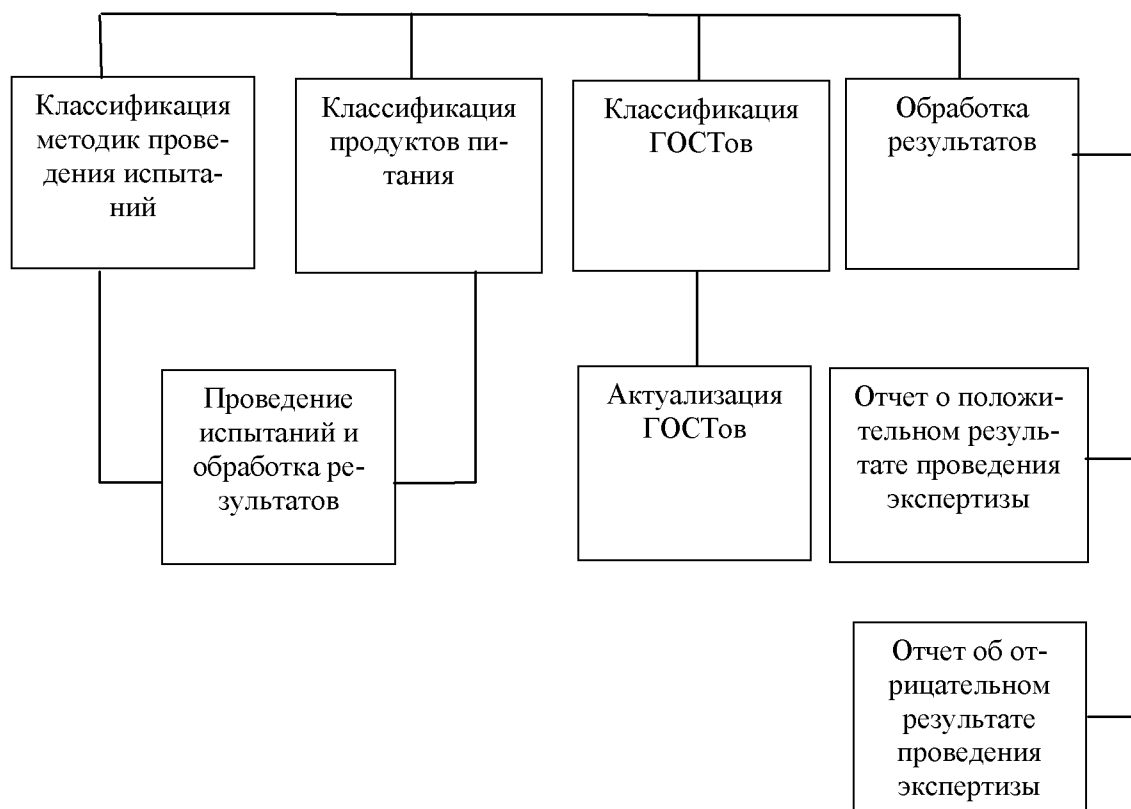 Классификация
методик прове-
дения испыта-
ний
Классификация
продуктов пи-
тания
Классификация
ГОСТов
Обработка
результатов
Проведение
испытаний и
обработка ре-
зультатов
Актуализация
ГОСТов
Отчет о положи-
тельном резуль-
тате проведения
экспертизы
Отчет об от-
рицательном
результате
проведения
экспертизы